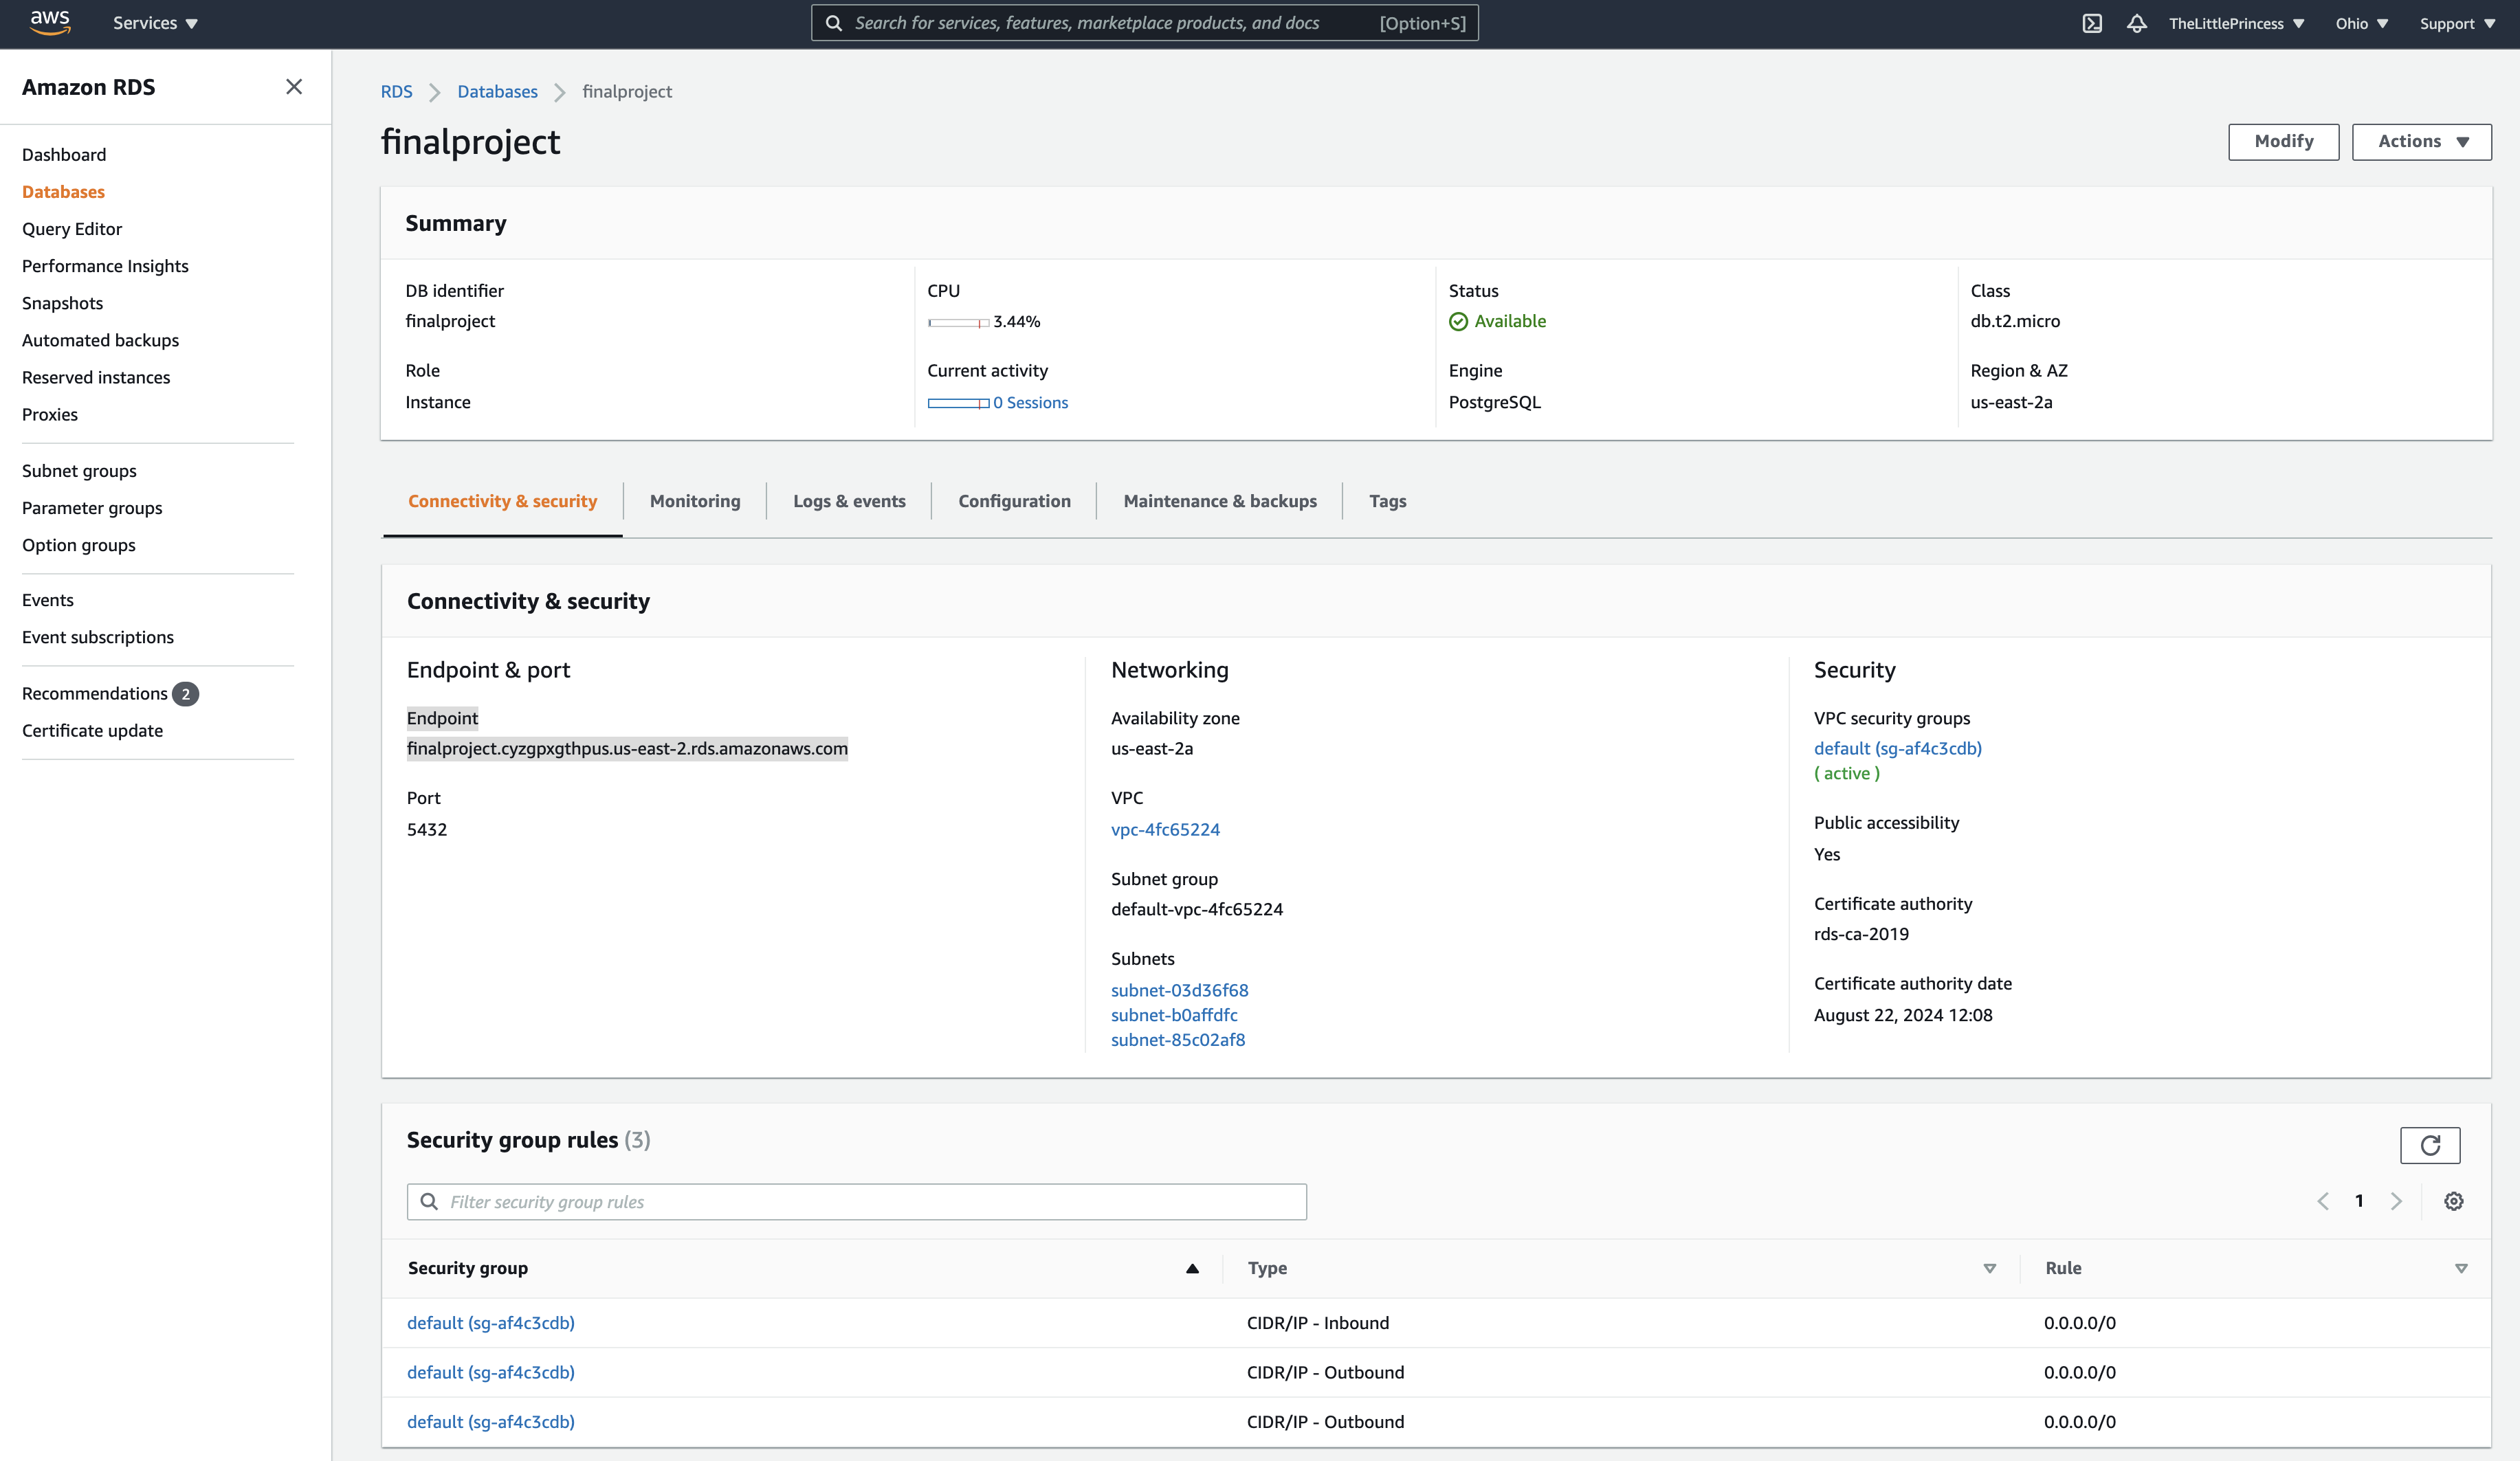 aws Services Search for services, features, marketplace products, and docs [Option+S] TheLittlePrincess Ohio Support
Amazon RDS
Dashboard
Databases
Query Editor
Performance Insights
Snapshots
Automated backups
Reserved instances
Proxies
Subnet groups
Parameter groups
Option groups
Events
Event subscriptions
Recommendations 2
Certificate update
RDS Databases finalproject
finalproject
Modify Actions
Summary
DB identifier
finalproject
Role
Instance
CPU
3.44%
Current activity
0 Sessions
Status
Available
Engine
PostgreSQL
Class
db.t2.micro
Region & AZ
us-east-2a
Connectivity & security Monitoring Logs & events Configuration Maintenance & backups Tags
Connectivity & security
Endpoint & port
Endpoint
finalproject.cyzgpxgthpus.us-east-2.rds.amazonaws.com
Port
5432
Networking
Availability zone
us-east-2a
VPC
vpc-4fc65224
Subnet group
default-vpc-4fc65224
Subnets
subnet-03d36f68
subnet-b0affdfc
subnet-85c02af8
Security
VPC security groups
default (sg-af4c3cdb)
( active )
Public accessibility
Yes
Certificate authority
rds-ca-2019
Certificate authority date
August 22, 2024 12:08
Security group rules (3)
Filter security group rules
1
Security group Type Rule
default (sg-af4c3cdb) CIDR/IP - Inbound 0.0.0.0/0
default (sg-af4c3cdb) CIDR/IP - Outbound 0.0.0.0/0
default (sg-af4c3cdb) CIDR/IP - Outbound 0.0.0.0/0